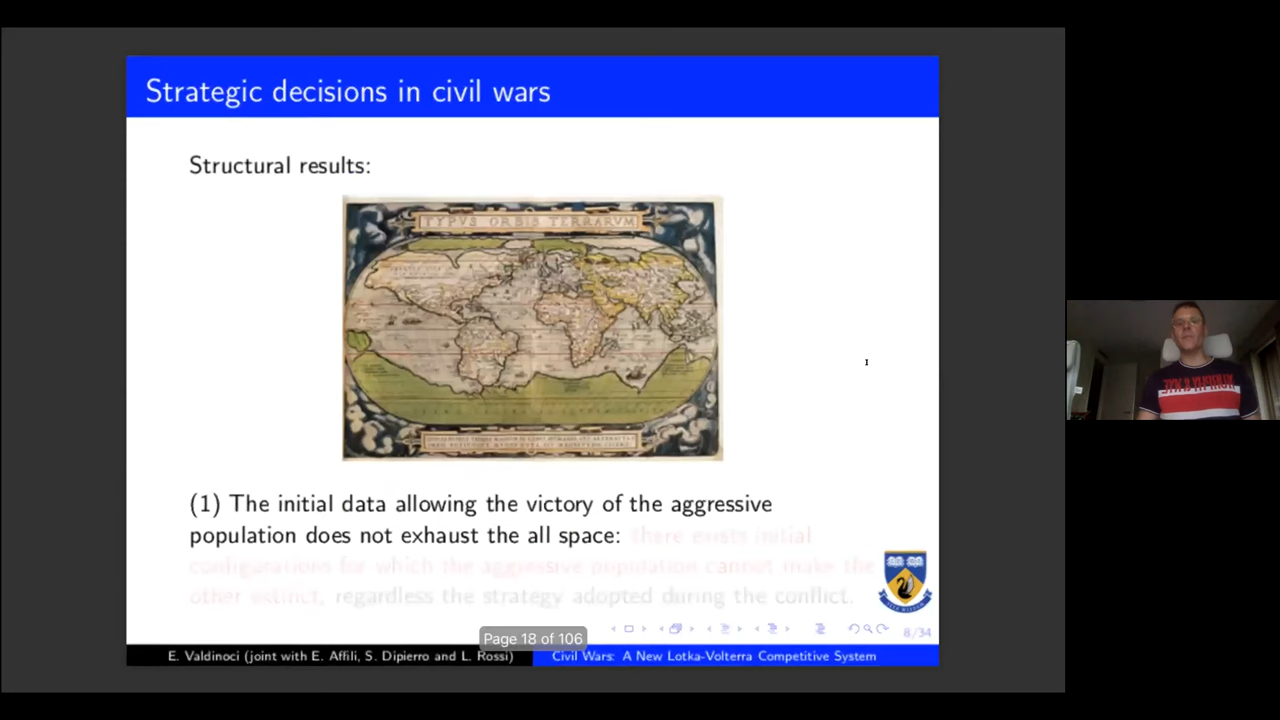 Strategic decisions in civil wars
Structural results:
TYPVS ORBIS TERRARVM
(1) The initial data allowing the victory of the aggressive
population does not exhaust the all space: there exists initial
configurations for which the aggressive population cannot make the
other extinct, regardless the strategy adopted during the conflict.
8/34
Page 18 of 106
E. Valdinoci (joint with E. Affili, S. Dipierro and L. Rossi)
Civil Wars: A New Lotka-Volterra Competitive System